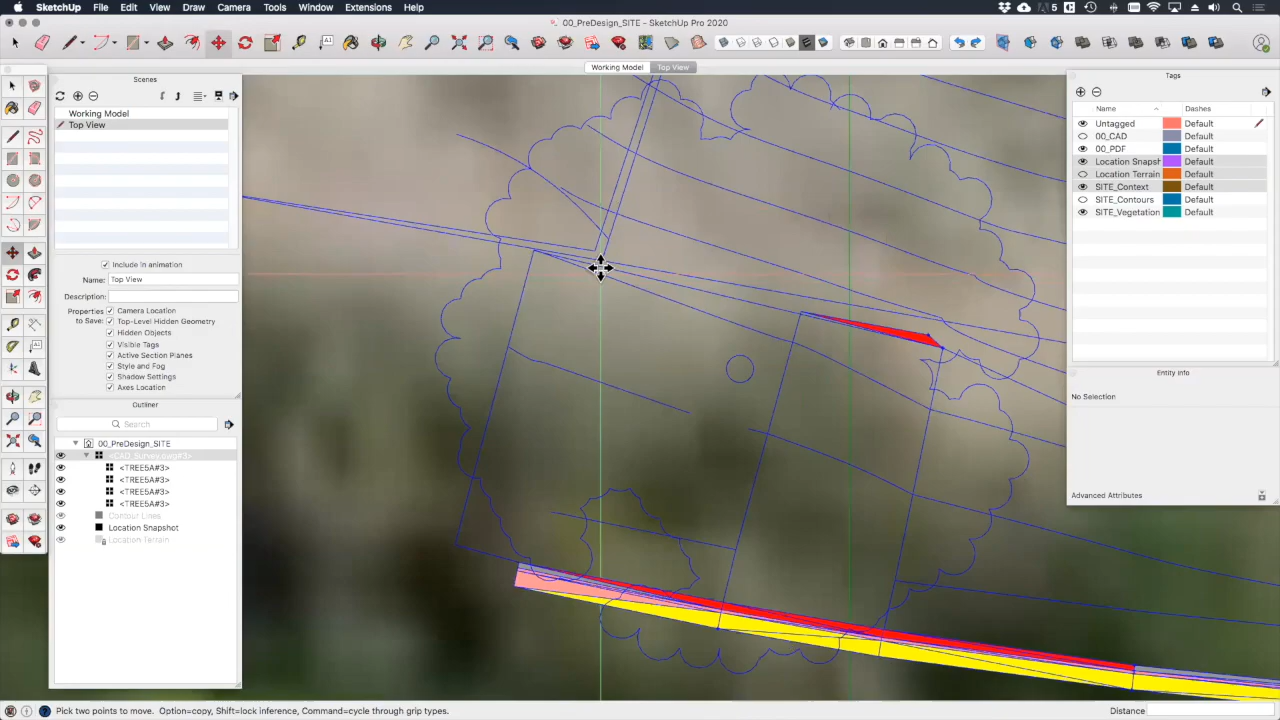 SketchUp File Edit View Draw Camera Tools Window Extensions Help
00_PreDesign_SITE - SketchUp Pro 2020
Working Model Top View
Scenes
Working Model
Top View
Include in animation
Name: Top View
Description:
Properties to Save:
Camera Location
Top-Level Hidden Geometry
Hidden Objects
Visible Tags
Active Section Planes
Style and Fog
Shadow Settings
Axes Location
Outliner
Search
00_PreDesign_SITE
<CAD_Survey.dwg#3>
<TREE5A#3>
<TREE5A#3>
<TREE5A#3>
<TREE5A#3>
Contour Lines
Location Snapshot
Location Terrain
Tags
Name Dashes
Untagged Default
00_CAD Default
00_PDF Default
Location Snapsh Default
Location Terrain Default
SITE_Context Default
SITE_Contours Default
SITE_Vegetation Default
Entity Info
No Selection
Advanced Attributes
Pick two points to move. Option=copy, Shift=lock inference, Command=cycle through grip types.
Distance